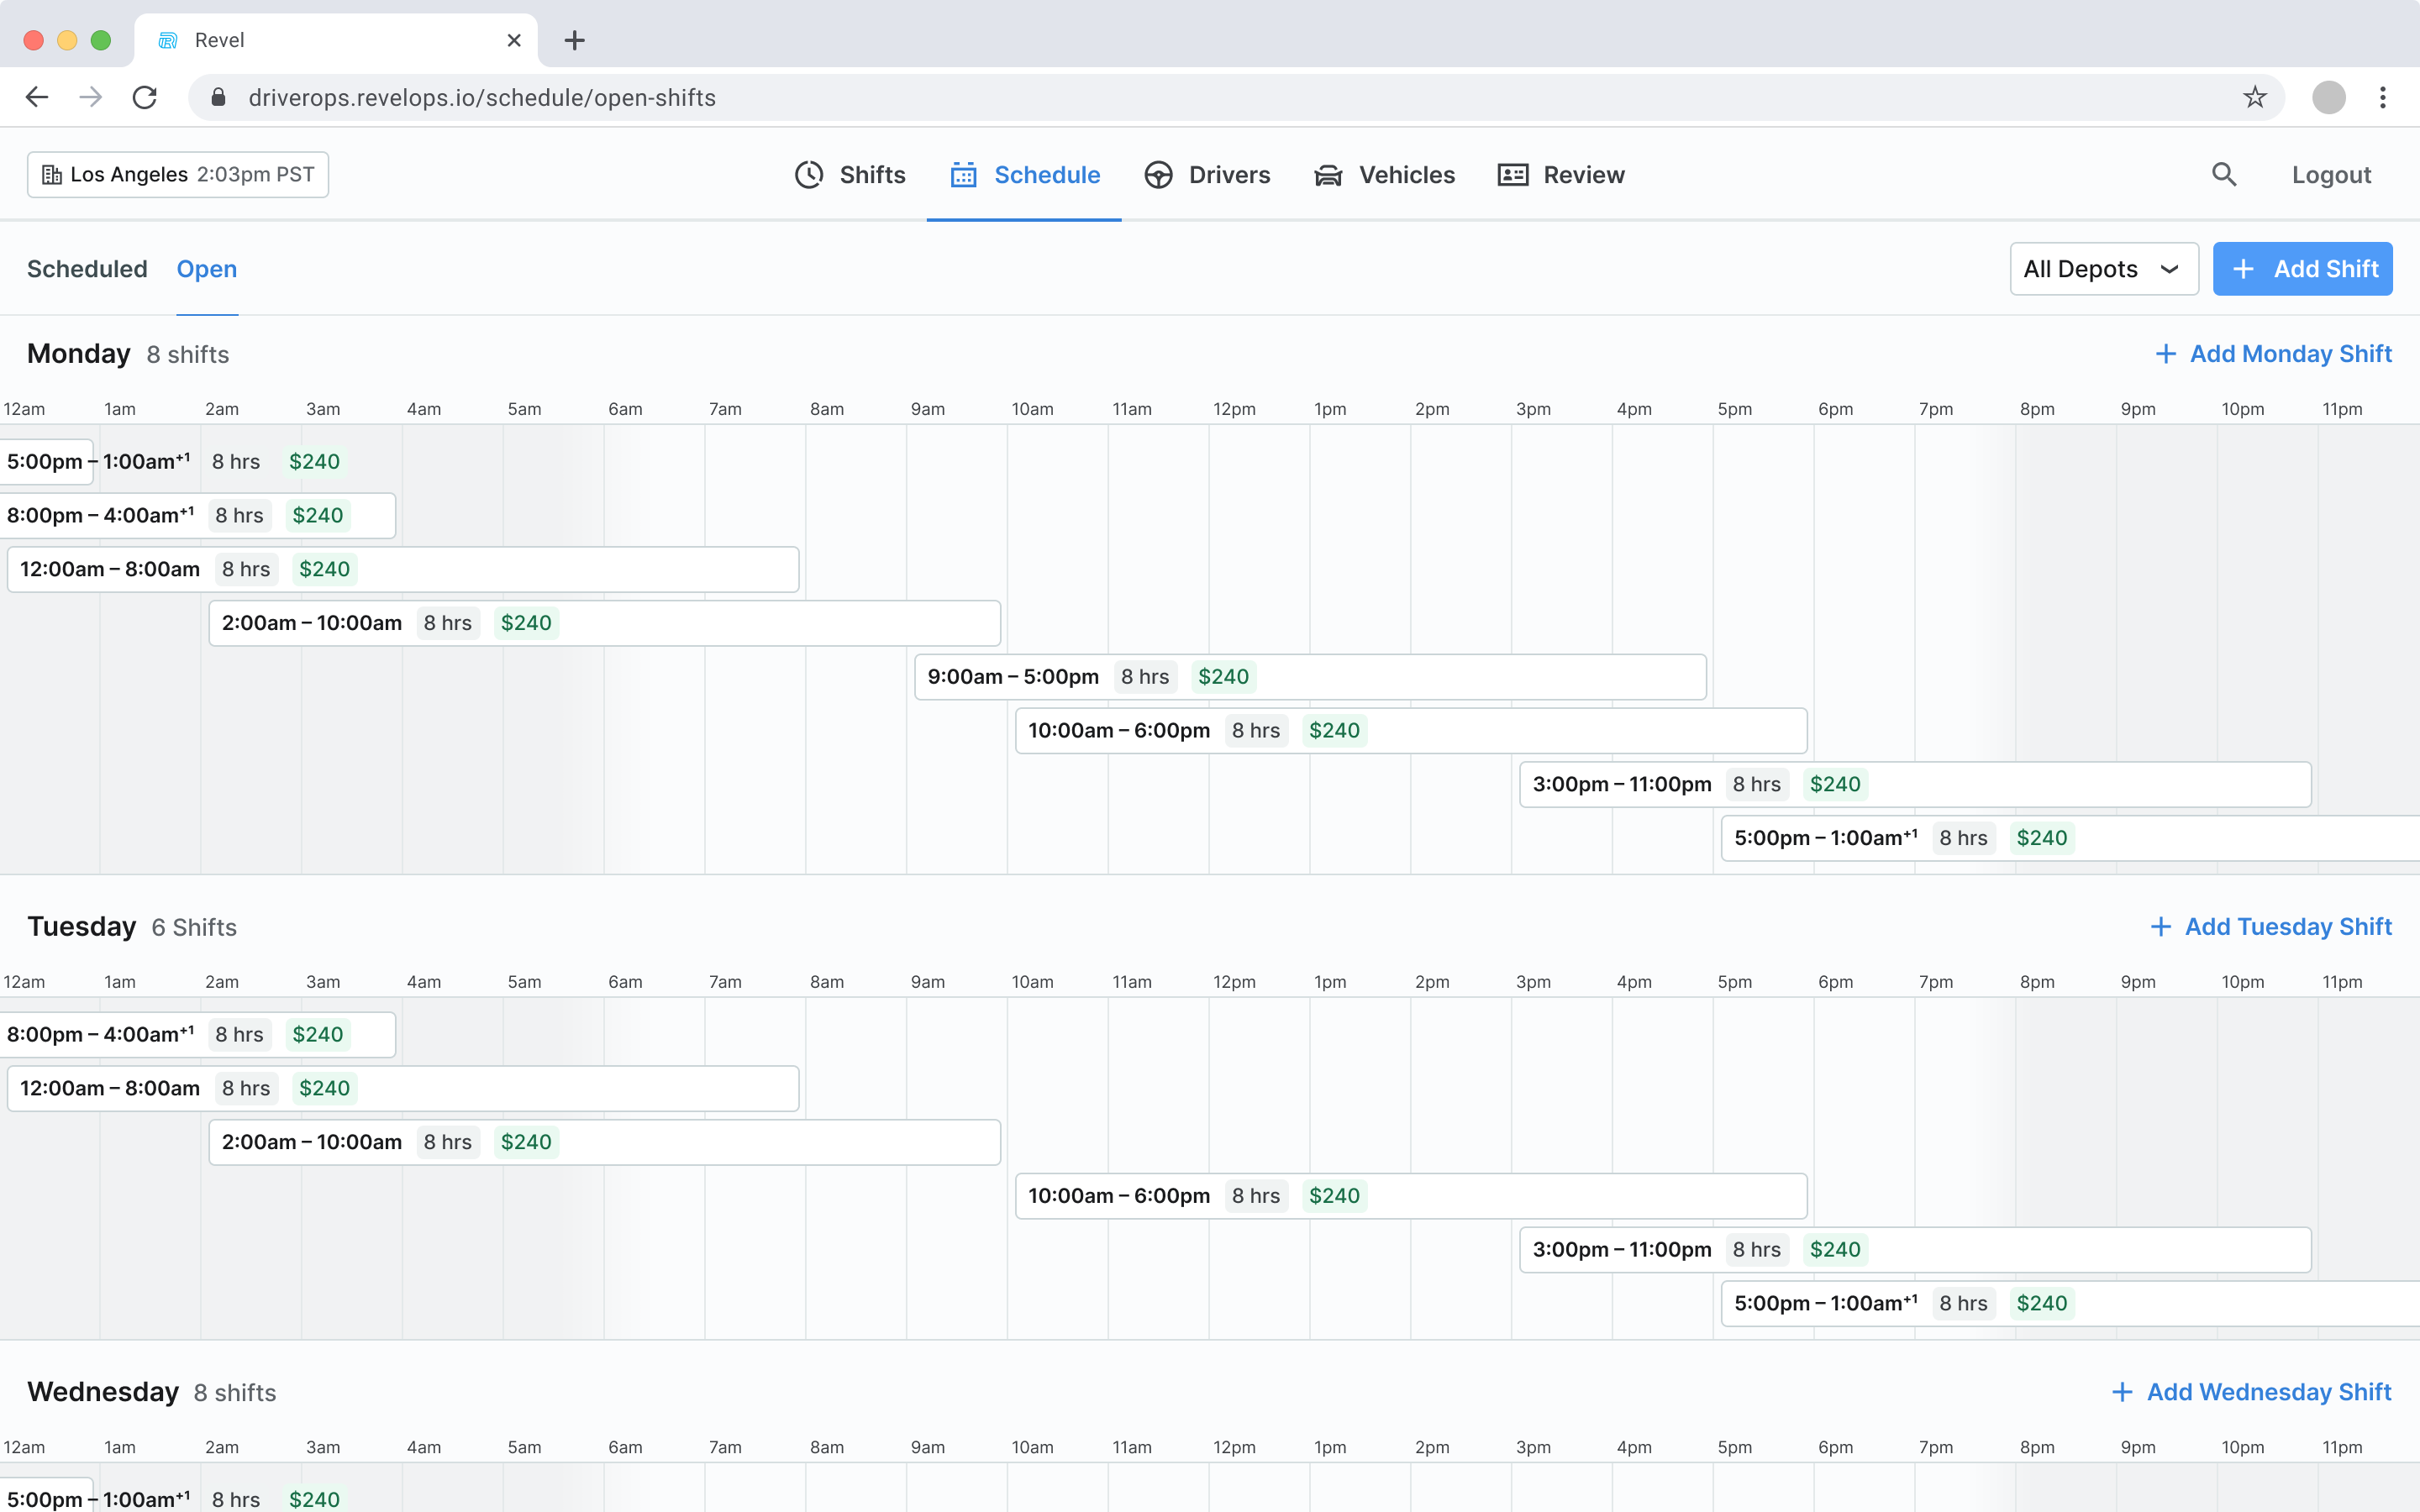 Revel
driverops.revelops.io/schedule/open-shifts
Los Angeles 2:03pm PST
Shifts Schedule Drivers Vehicles Review Logout
Scheduled Open All Depots Add Shift
Monday 8 shifts + Add Monday Shift
12am 1am 2am 3am 4am 5am 6am 7am 8am 9am 10am 11am 12pm 1pm 2pm 3pm 4pm 5pm 6pm 7pm 8pm 9pm 10pm 11pm
5:00pm – 1:00am+1 8 hrs $240
8:00pm – 4:00am+1 8 hrs $240
12:00am – 8:00am 8 hrs $240
2:00am – 10:00am 8 hrs $240
9:00am – 5:00pm 8 hrs $240
10:00am – 6:00pm 8 hrs $240
3:00pm – 11:00pm 8 hrs $240
5:00pm – 1:00am+1 8 hrs $240
Tuesday 6 Shifts + Add Tuesday Shift
12am 1am 2am 3am 4am 5am 6am 7am 8am 9am 10am 11am 12pm 1pm 2pm 3pm 4pm 5pm 6pm 7pm 8pm 9pm 10pm 11pm
8:00pm – 4:00am+1 8 hrs $240
12:00am – 8:00am 8 hrs $240
2:00am – 10:00am 8 hrs $240
10:00am – 6:00pm 8 hrs $240
3:00pm – 11:00pm 8 hrs $240
5:00pm – 1:00am+1 8 hrs $240
Wednesday 8 shifts + Add Wednesday Shift
12am 1am 2am 3am 4am 5am 6am 7am 8am 9am 10am 11am 12pm 1pm 2pm 3pm 4pm 5pm 6pm 7pm 8pm 9pm 10pm 11pm
5:00pm – 1:00am+1 8 hrs $240